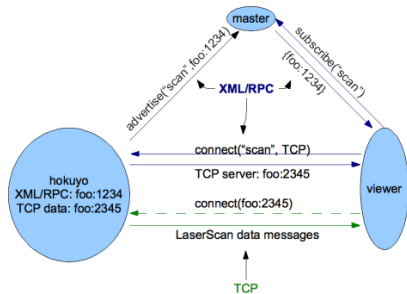 master
advertise("scan",foo:1234)
subscribe("scan")
{foo:1234}
XML/RPC
connect("scan", TCP)
TCP server: foo:2345
hokuyo
XML/RPC: foo:1234
TCP data: foo:2345
viewer
connect(foo:2345)
LaserScan data messages
TCP